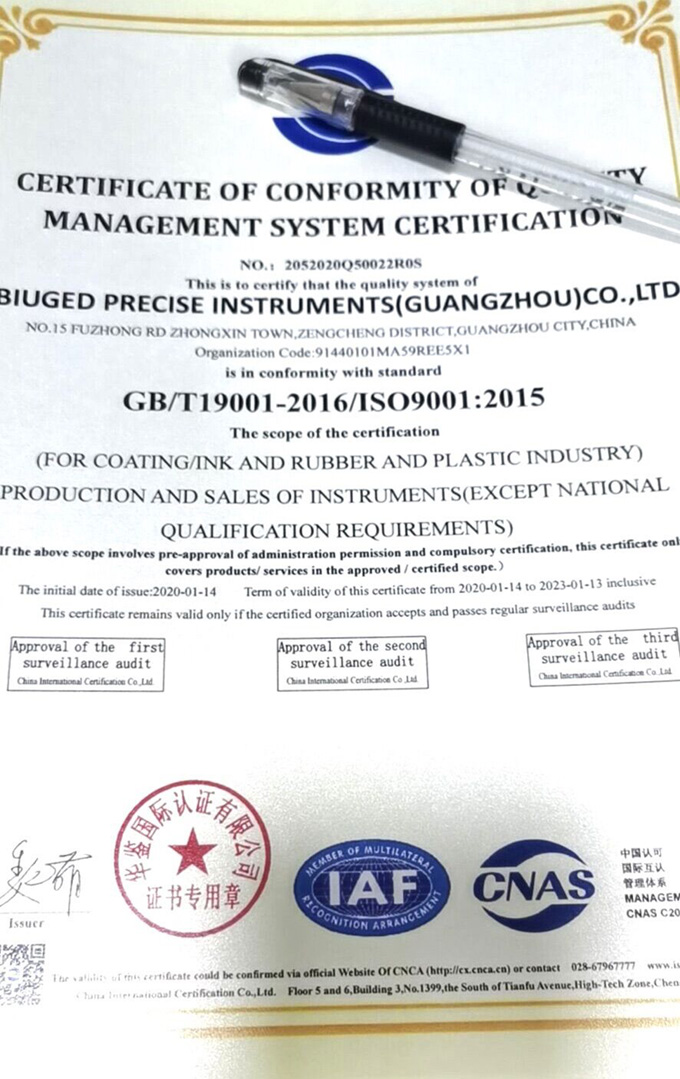 CERTIFICATE OF CONFORMITY OF
MANAGEMENT SYSTEM CERTIFICATION
NO.: 2052020Q50022R0S
This is to certify that the quality system of
BIUGED PRECISE INSTRUMENTS(GUANGZHOU)CO.,LTD
NO.15 FUZHONG RD ZHONGXIN TOWN,ZENGCHENG DISTRICT,GUANGZHOU CITY,CHINA
Organization Code:91440101MA59REE5X1
is in conformity with standard
GB/T19001-2016/ISO9001:2015
The scope of the certification
(FOR COATING/INK AND RUBBER AND PLASTIC INDUSTRY)
PRODUCTION AND SALES OF INSTRUMENTS(EXCEPT NATIONAL
QUALIFICATION REQUIREMENTS)
If the above scope involves pre-approval of administration permission and compulsory certification, this certificate onl
covers products/ services in the approved / certified scope.)
The initial date of issue:2020-01-14 Term of validity of this certificate from 2020-01-14 to 2023-01-13 inclusive
This certificate remains valid only if the certified organization accepts and passes regular surveillance audits
Approval of the first
surveillance audit
China International Certification Co.,Ltd.
Approval of the second
surveillance audit
China International Certification Co.,Ltd.
Approval of the third
surveillance audit
China International Certification Co.,Ltd.
华鉴国际认证有限公司
证书专用章
Issuer
MEMBER OF MULTILATERAL
IAF
RECOGNITION ARRANGEMENT
CNAS
中国认可
国际互认
管理体系
MANAGEM
CNAS C20
The validity of this certificate could be confirmed via official Website Of CNCA (http://cx.cnca.cn) or contact 028-67967777 www.is
China International Certification Co.,Ltd. Floor 5 and 6,Building 3,No.1399,the South of Tianfu Avenue,High-Tech Zone,Chen